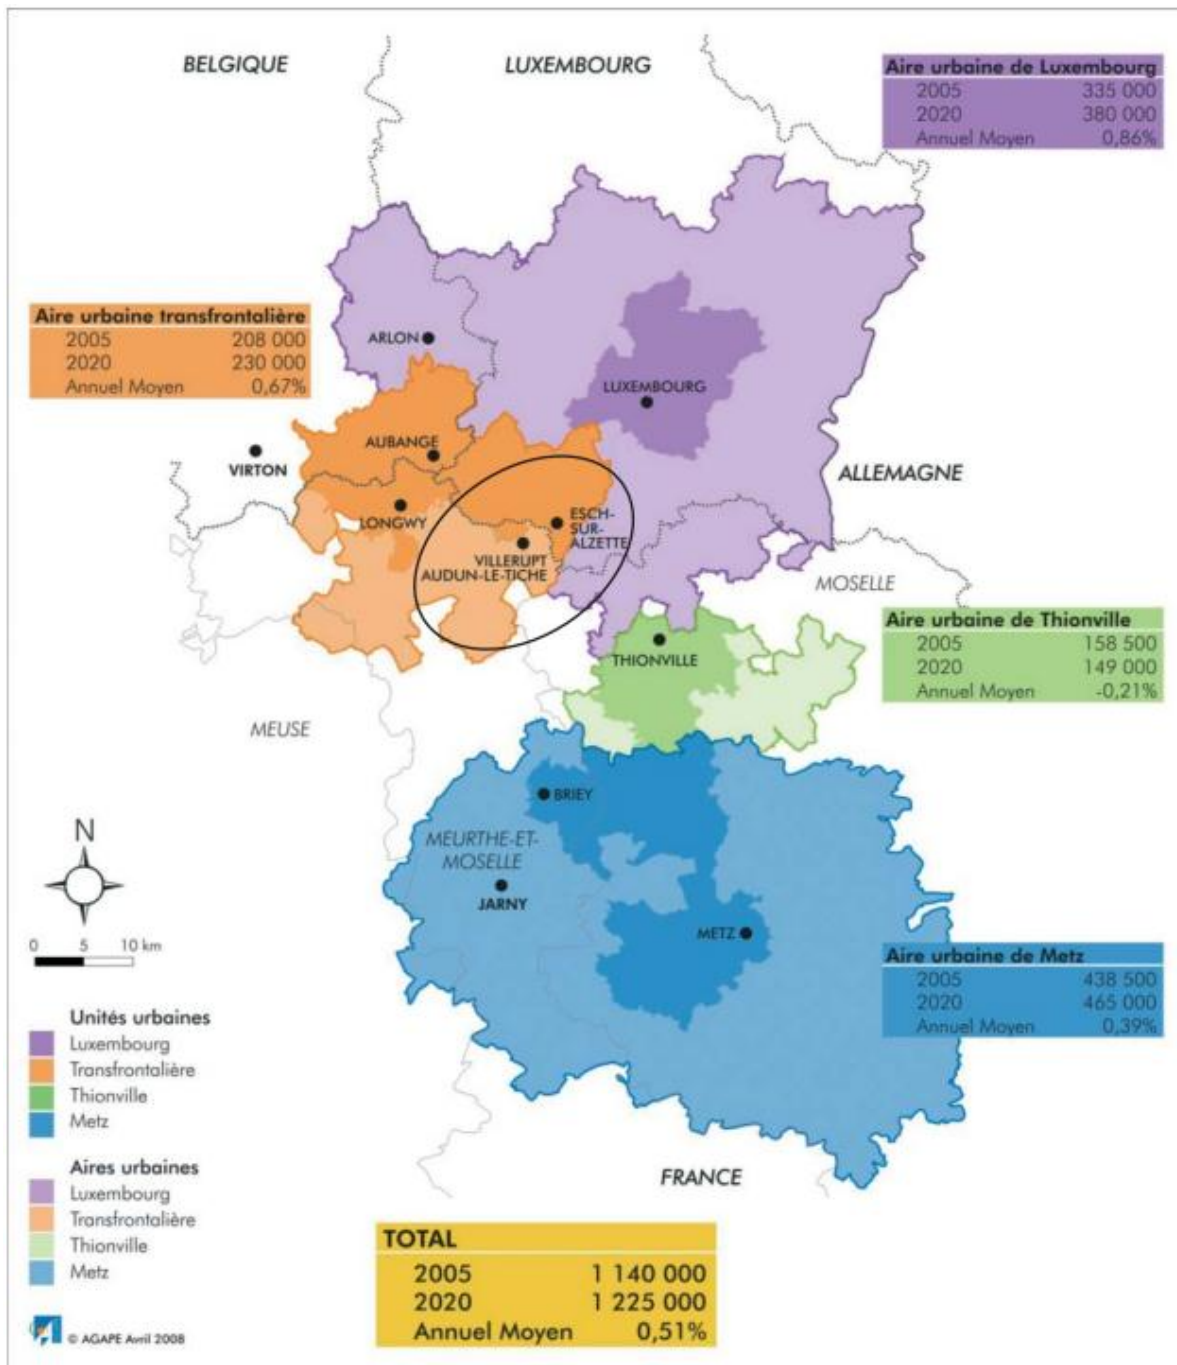 BELGIQUE
LUXEMBOURG
Aire urbaine de Luxembourg
2005 335 000
2020 380 000
Annuel Moyen 0,86%
Aire urbaine transfrontalière
2005 208 000
2020 230 000
Annuel Moyen 0,67%
ARLON
LUXEMBOURG
AUBANGE
VIRTON
ALLEMAGNE
LONGWY
ESCH-
SUR-
ALZETTE
VILLERUPT
AUDUN-LE-TICHE
MOSELLE
Aire urbaine de Thionville
2005 158 500
2020 149 000
Annuel Moyen -0,21%
THIONVILLE
MEUSE
BRIEY
N
MEURTHE-ET-
MOSELLE
JARNY
METZ
0 5 10 km
Aire urbaine de Metz
2005 438 500
2020 465 000
Annuel Moyen 0,39%
Unités urbaines
Luxembourg
Transfrontalière
Thionville
Metz
Aires urbaines
Luxembourg
Transfrontalière
Thionville
Metz
FRANCE
TOTAL
2005 1 140 000
2020 1 225 000
Annuel Moyen 0,51%
© AGAPE Avril 2008